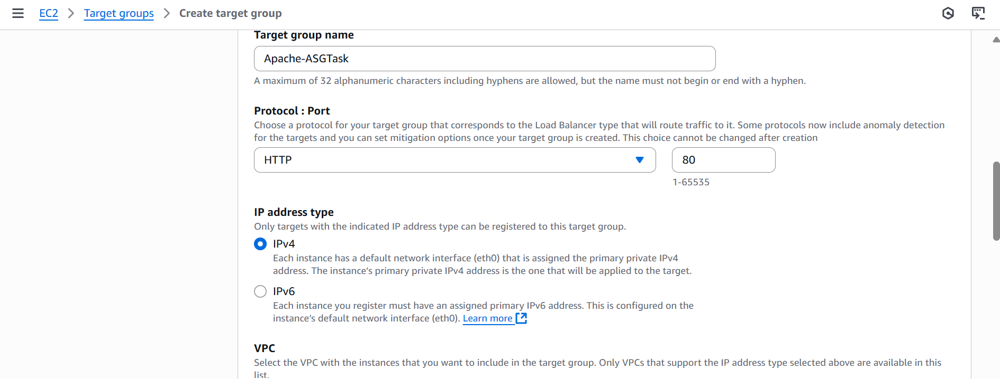 EC2 > Target groups > Create target group
Target group name
Apache-ASGTask
A maximum of 32 alphanumeric characters including hyphens are allowed, but the name must not begin or end with a hyphen.
Protocol : Port
Choose a protocol for your target group that corresponds to the Load Balancer type that will route traffic to it. Some protocols now include anomaly detection
for the targets and you can set mitigation options once your target group is created. This choice cannot be changed after creation
HTTP 80
1-65535
IP address type
Only targets with the indicated IP address type can be registered to this target group.
IPv4
Each instance has a default network interface (eth0) that is assigned the primary private IPv4
address. The instance’s primary private IPv4 address is the one that will be applied to the target.
IPv6
Each instance you register must have an assigned primary IPv6 address. This is configured on the
instance’s default network interface (eth0). Learn more
VPC
Select the VPC with the instances that you want to include in the target group. Only VPCs that support the IP address type selected above are available in this
list.